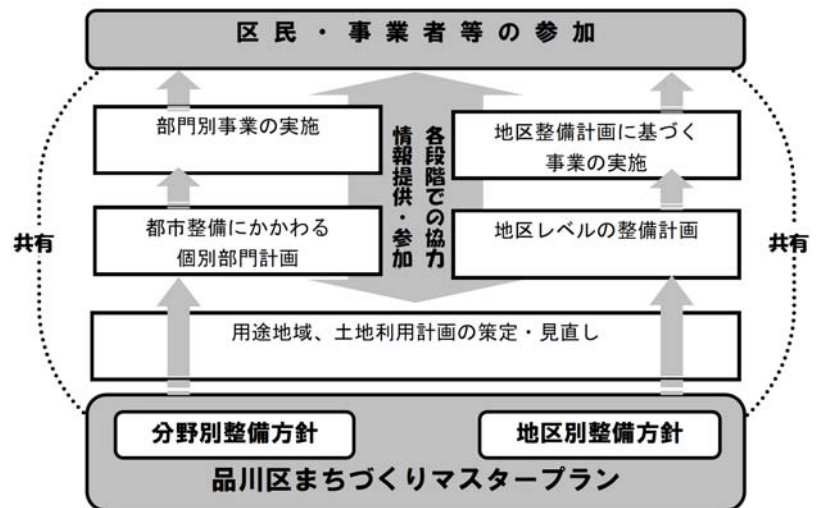 区民・事業者等の参加
部門別事業の実施
各段階での協力
情報提供・参加
地区整備計画に基づく
事業の実施
都市整備にかかわる
個別部門計画
地区レベルの整備計画
共有
共有
用途地域、土地利用計画の策定・見直し
分野別整備方針
地区別整備方針
品川区まちづくりマスタープラン